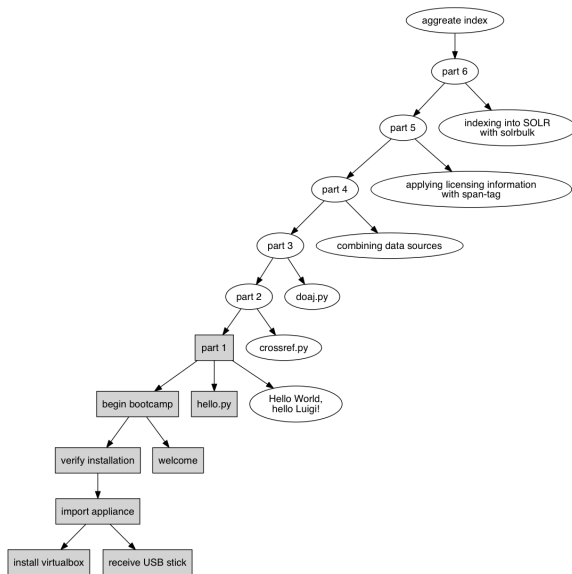 aggreate index
part 6
part 5
indexing into SOLR
with solrbulk
part 4
applying licensing information
with span-tag
part 3
combining data sources
part 2
doaj.py
part 1
crossref.py
begin bootcamp
hello.py
Hello World,
hello Luigi!
verify installation
welcome
import appliance
install virtualbox
receive USB stick